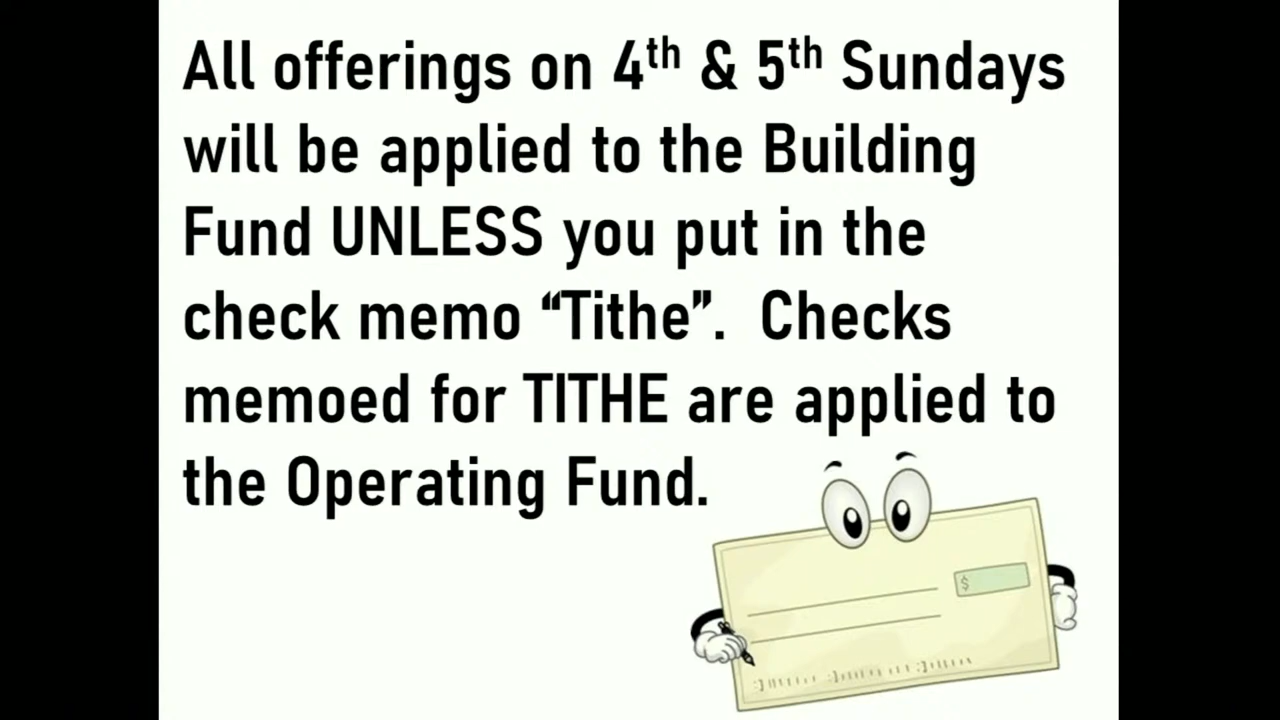 All offerings on 4th & 5th Sundays
will be applied to the Building
Fund UNLESS you put in the
check memo “Tithe”.  Checks
memoed for TITHE are applied to
the Operating Fund.
$